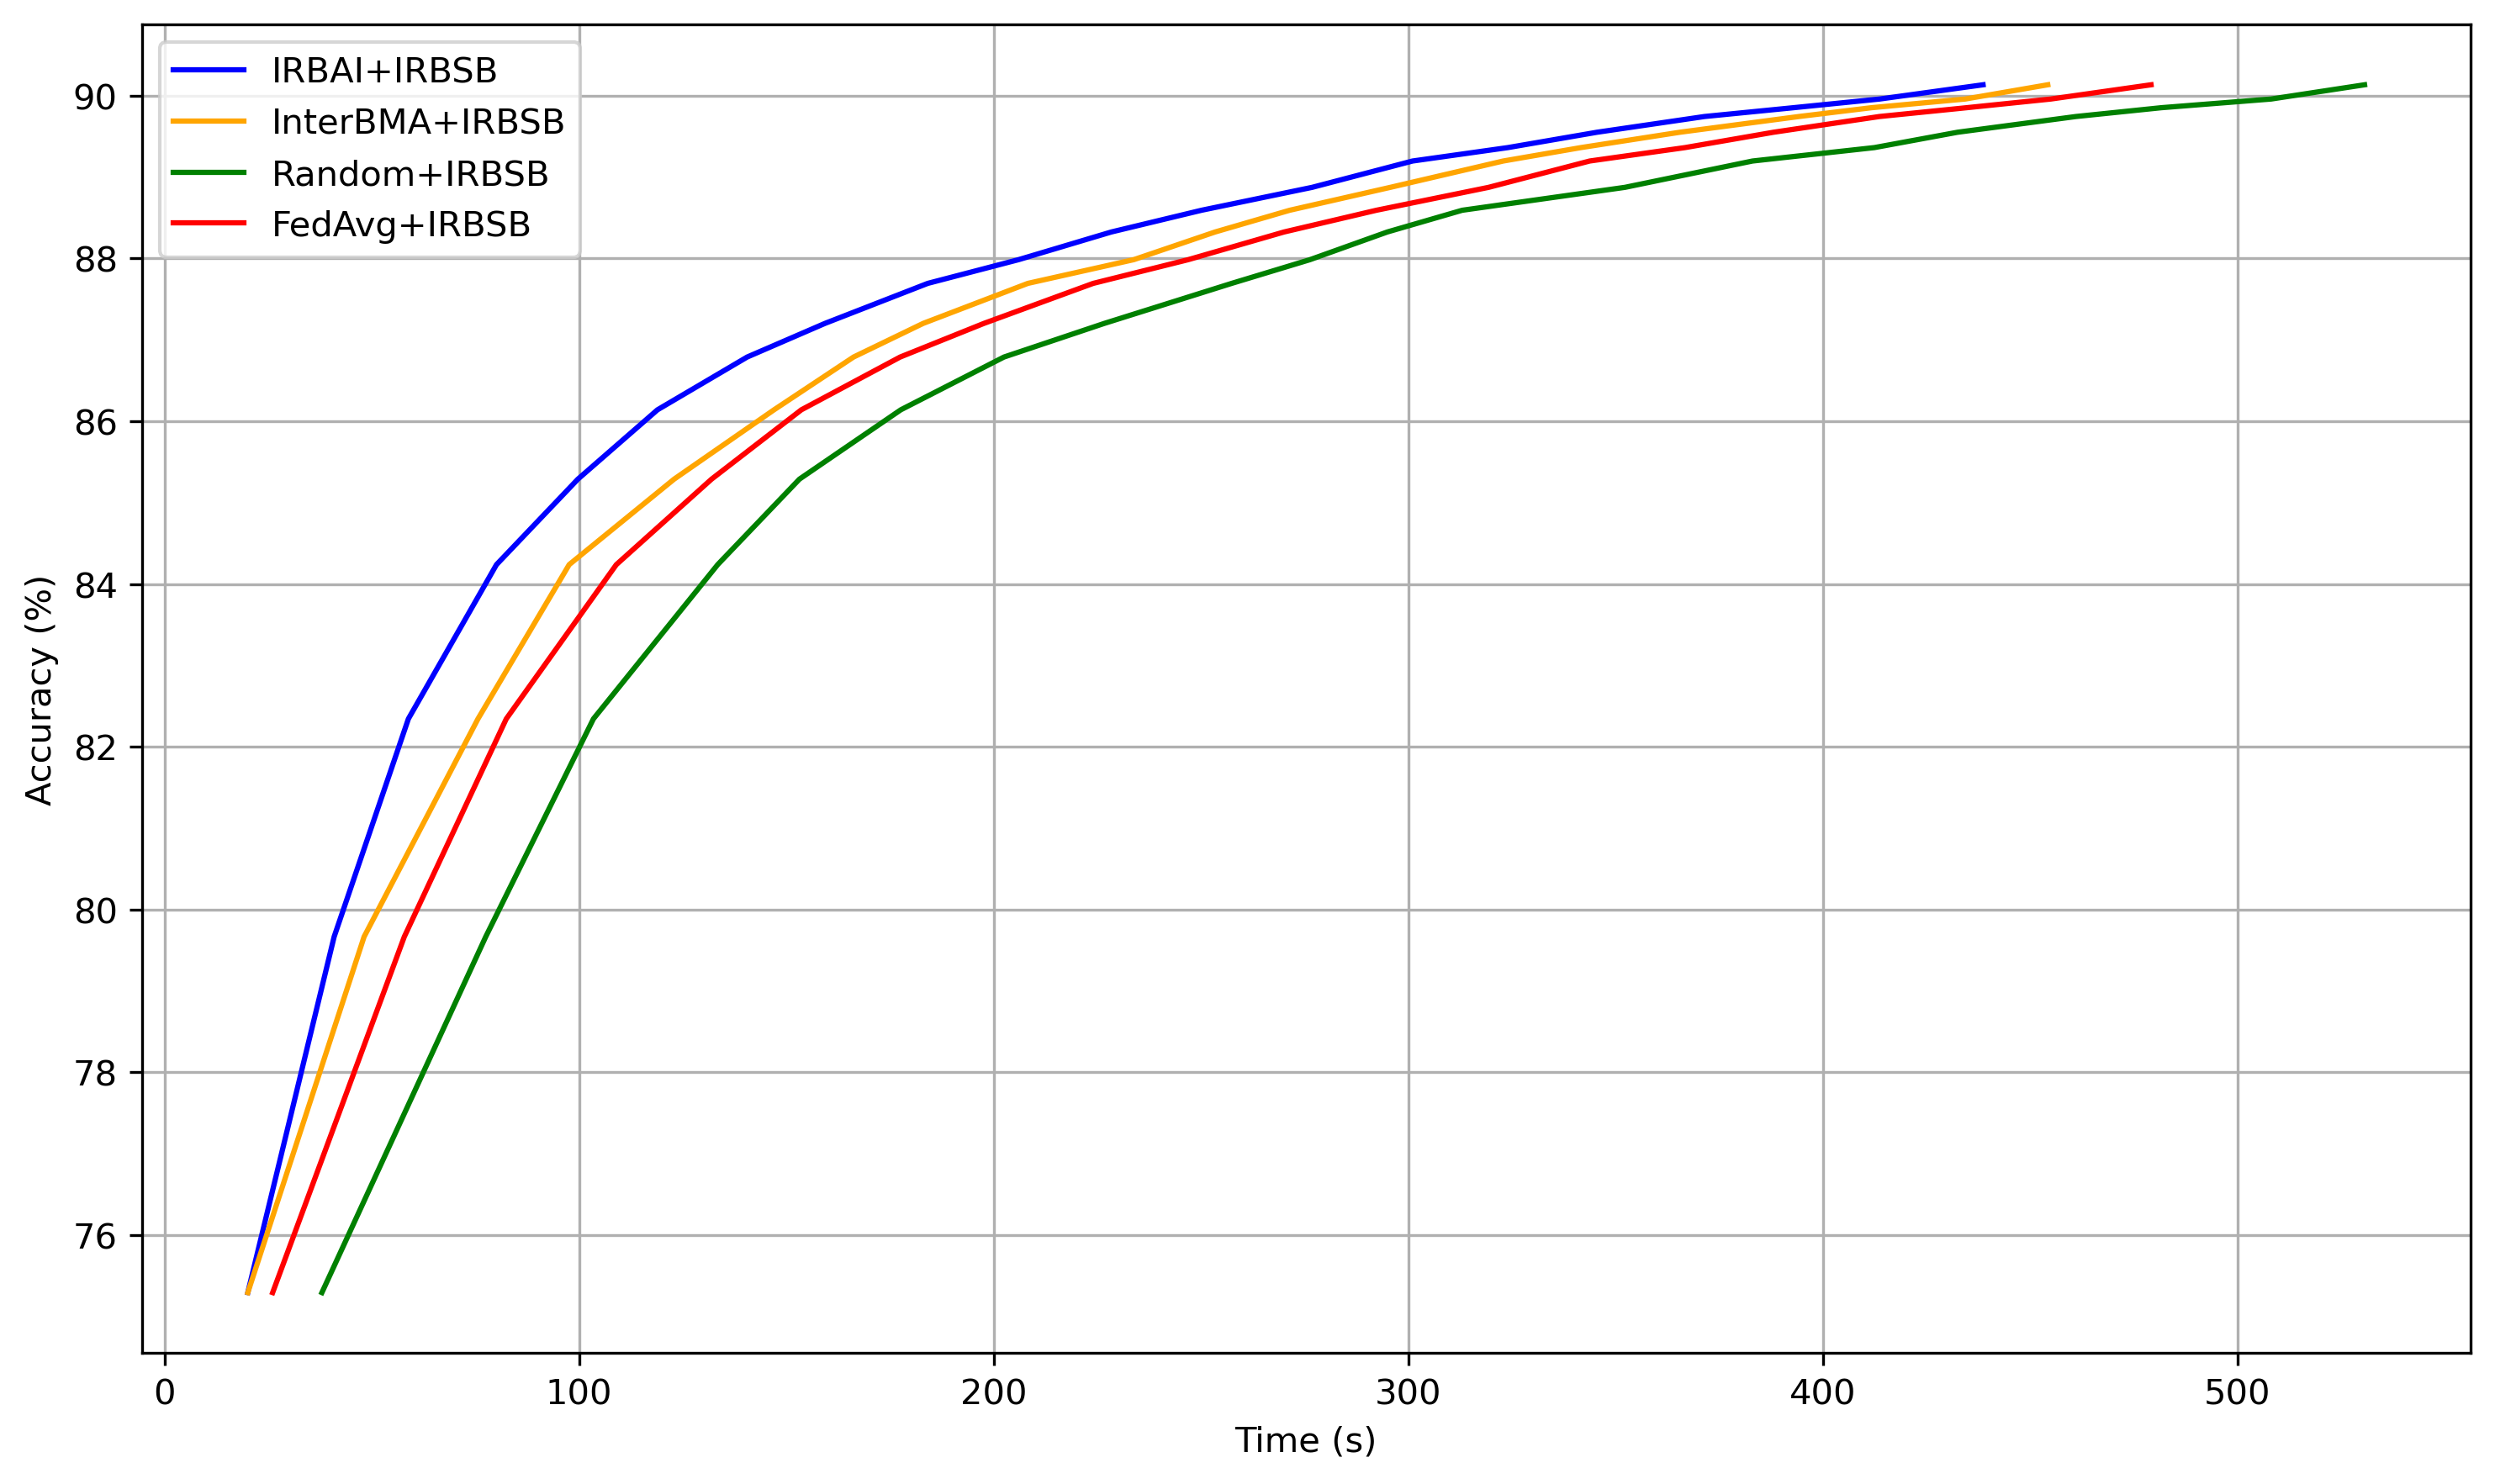 IRBAI+IRBSB
InterBMA+IRBSB
Random+IRBSB
FedAvg+IRBSB
Accuracy (%)
90
88
86
84
82
80
78
76
0 100 200 300 400 500
Time (s)